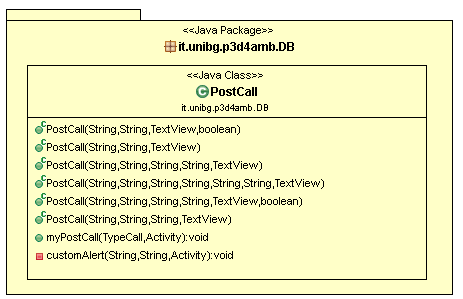 <<Java Package>>
it.unibg.p3d4amb.DB
<<Java Class>>
C PostCall
it.unibg.p3d4amb.DB
C PostCall(String,String,TextView,boolean)
C PostCall(String,String,TextView)
C PostCall(String,String,String,String,TextView)
C PostCall(String,String,String,String,String,String,TextView)
C PostCall(String,String,String,String,TextView,boolean)
C PostCall(String,String,String,TextView)
myPostCall(TypeCall,Activity):void
customAlert(String,String,Activity):void